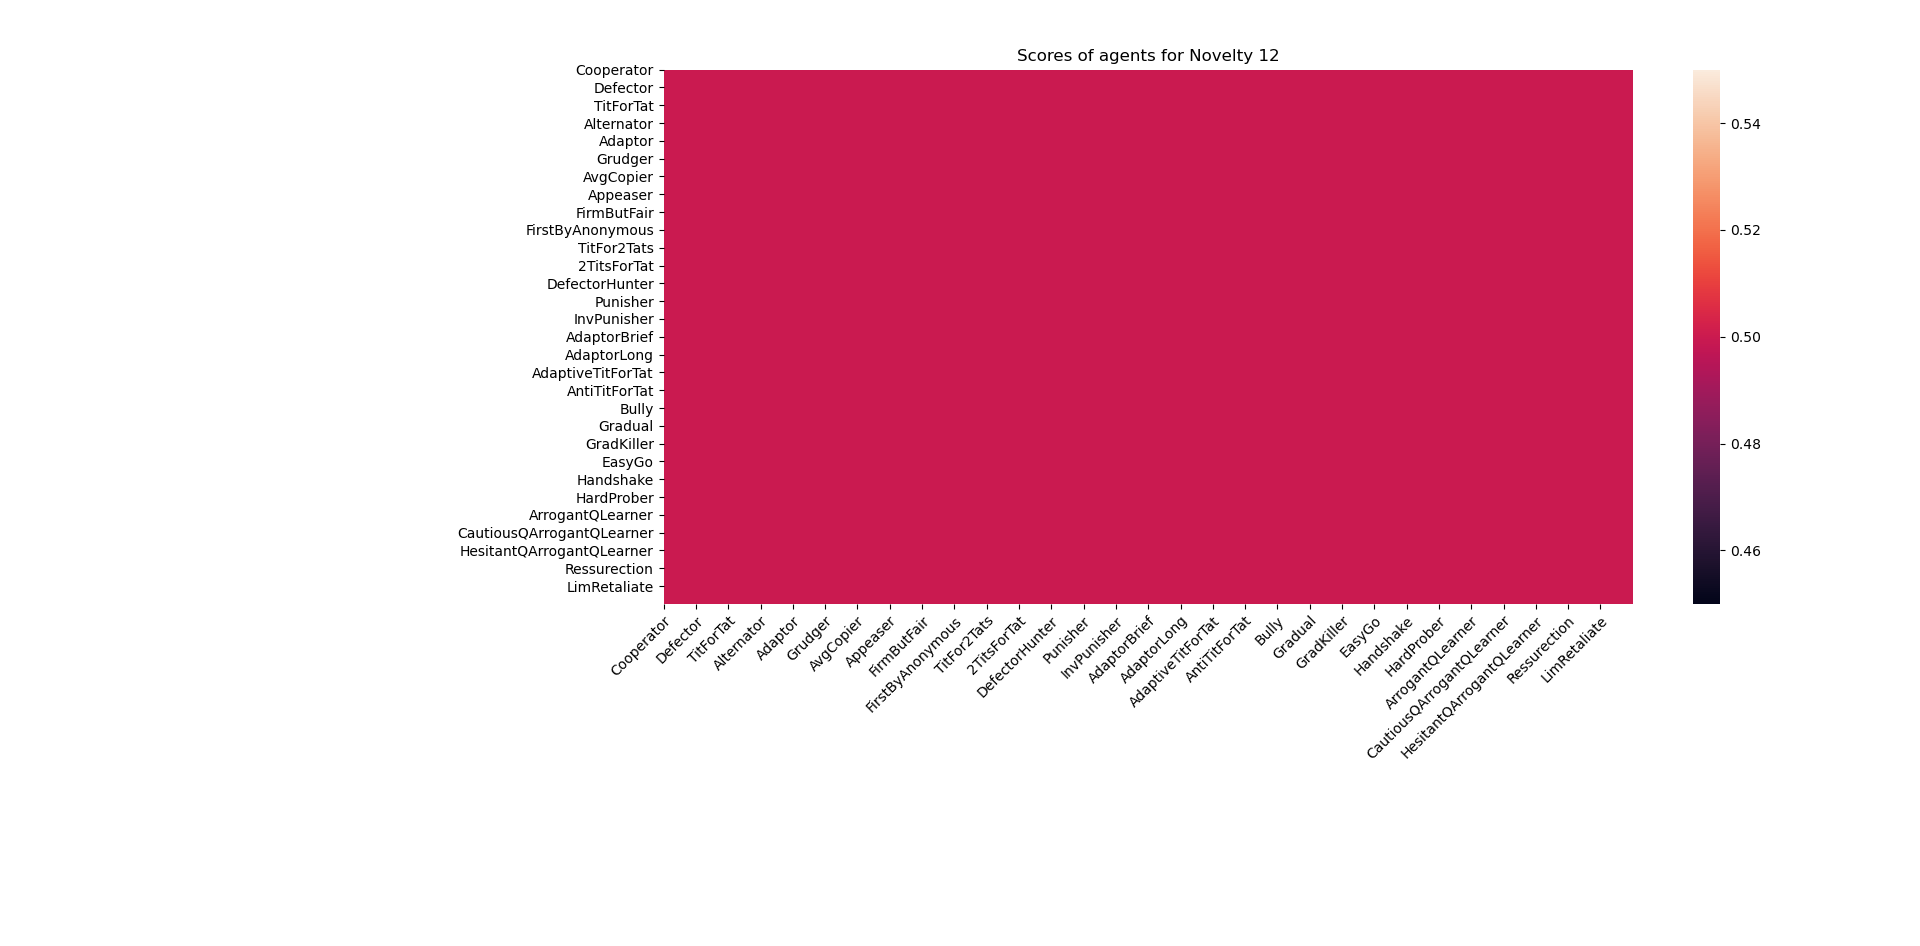 Scores of agents for Novelty 12
Cooperator
Defector
TitForTat
Alternator
Adaptor
Grudger
AvgCopier
Appeaser
FirmButFair
FirstByAnonymous
TitFor2Tats
2TitsForTat
DefectorHunter
Punisher
InvPunisher
AdaptorBrief
AdaptorLong
AdaptiveTitForTat
AntiTitForTat
Bully
Gradual
GradKiller
EasyGo
Handshake
HardProber
ArrogantQLearner
CautiousQArrogantQLearner
HesitantQArrogantQLearner
Ressurection
LimRetaliate
Cooperator
Defector
TitForTat
Alternator
Adaptor
Grudger
AvgCopier
Appeaser
FirmButFair
FirstByAnonymous
TitFor2Tats
2TitsForTat
DefectorHunter
Punisher
InvPunisher
AdaptorBrief
AdaptorLong
AdaptiveTitForTat
AntiTitForTat
Bully
Gradual
GradKiller
EasyGo
Handshake
HardProber
ArrogantQLearner
CautiousQArrogantQLearner
HesitantQArrogantQLearner
Ressurection
LimRetaliate
0.54
0.52
0.50
0.48
0.46